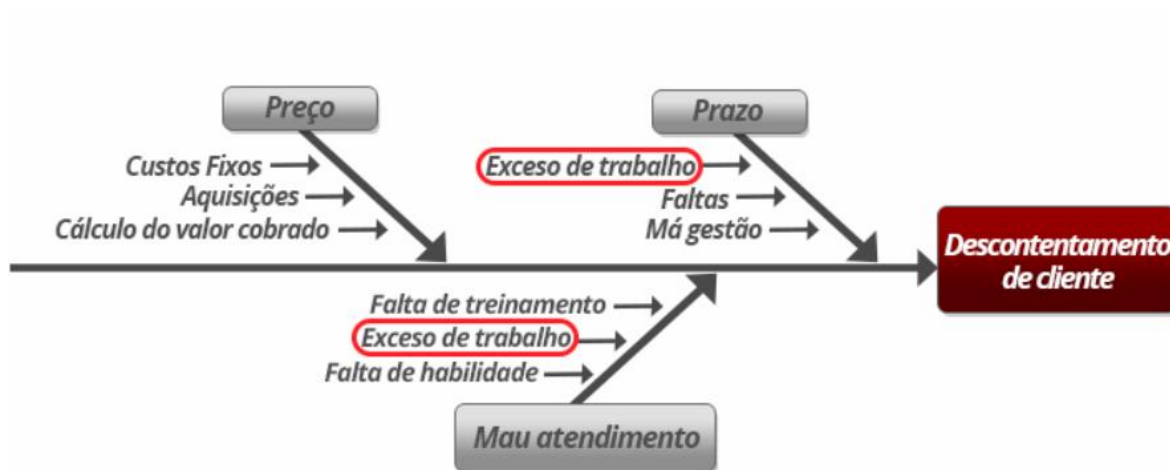 Preço
Prazo
Custos Fixos
Exceso de trabalho
Aquisições
Faltas
Cálculo do valor cobrado
Má gestão
Descontentamento
de cliente
Falta de treinamento
Exceso de trabalho
Falta de habilidade
Mau atendimento